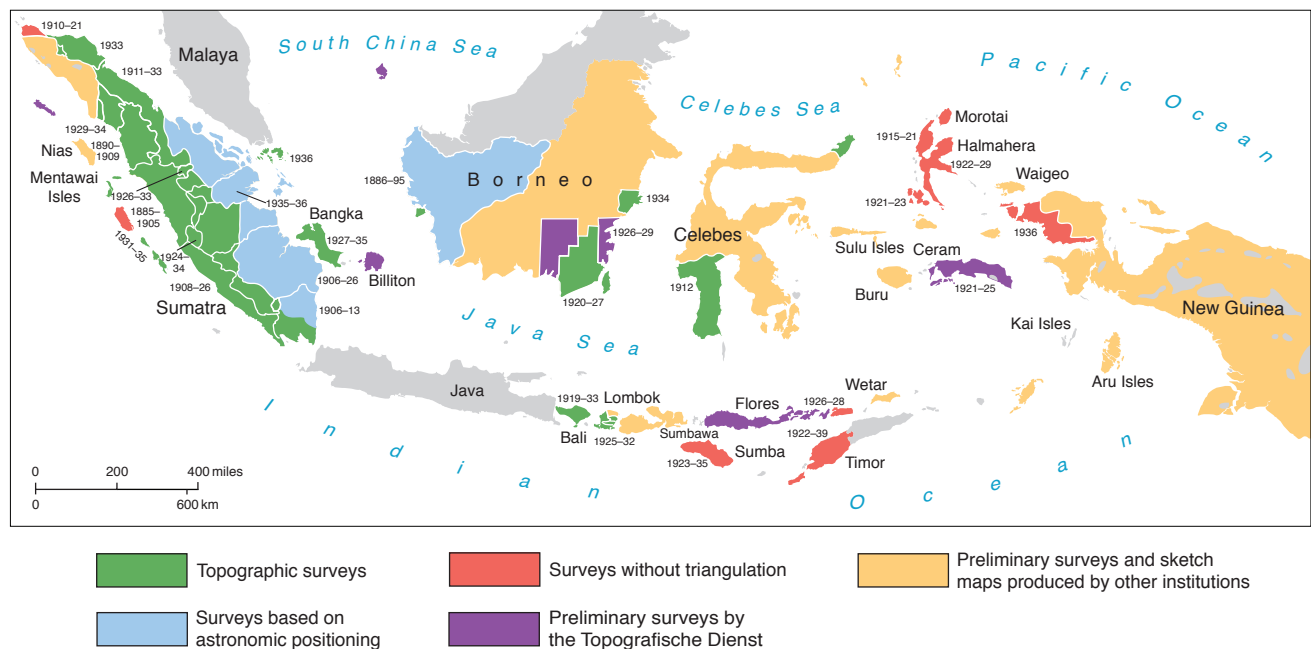 1910–21
1933
Malaya
South China Sea
Pacific Ocean
1911–33
Celebes Sea
Morotai
1915–21
Halmahera
1929–34
1922–29
Nias
1890–
1909
1936
Waigeo
Mentawai
Isles
1926–33
1886–95
Borneo
1934
1921–23
1935–36
1885–
1905
Bangka
1926–29
Celebes
Sulu Isles
Ceram
1936
1931–35
1927–35
1924–
34
1906–26
Billiton
1908–26
1920–27
1912
Buru
1921–25
New Guinea
Sumatra
1906–13
Java Sea
Kai Isles
Java
Aru Isles
Wetar
1919–33
Lombok
Flores
1926–28
Bali
1925–32
Sumbawa
1922–39
Sumba
1923–35
Timor
Indian Ocean
0 200 400 miles
0 600 km
Topographic surveys
Surveys without triangulation
Preliminary surveys and sketch
maps produced by other institutions
Surveys based on
astronomic positioning
Preliminary surveys by
the Topografische Dienst